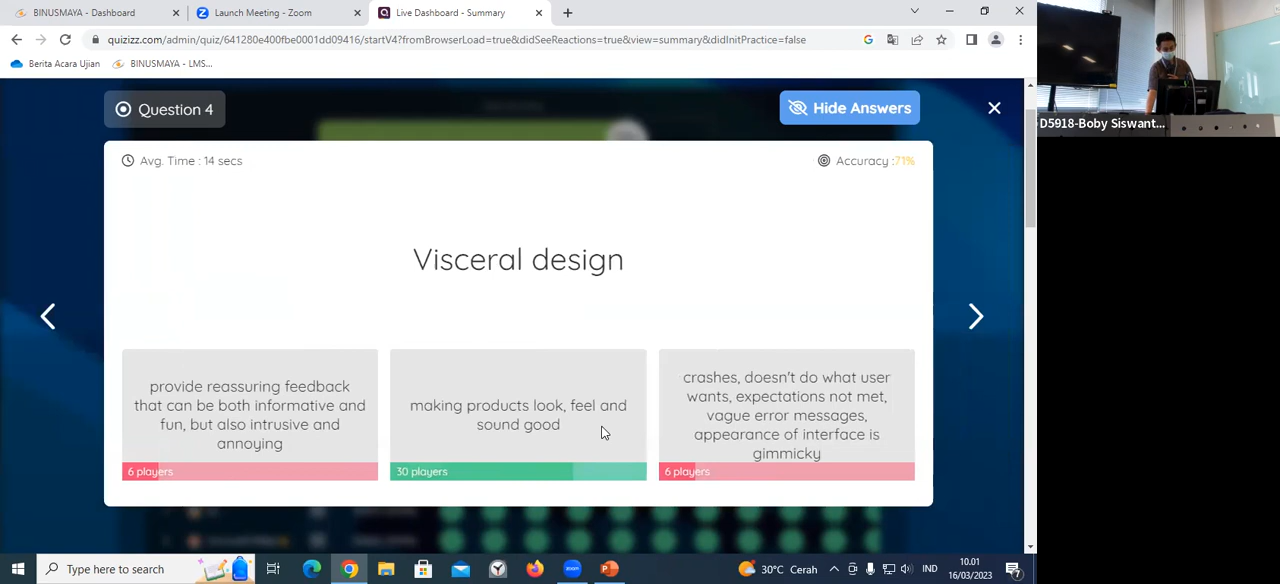 BINUSMAYA - Dashboard
Launch Meeting - Zoom
Live Dashboard - Summary
quizizz.com/admin/quiz/641280e400fbe0001dd09416/startV4?fromBrowserLoad=true&didSeeReactions=true&view=summary&didInitPractice=false
Berita Acara Ujian
BINUSMAYA - LMS...
Question 4
Hide Answers
Avg. Time : 14 secs
Accuracy :71%
Visceral design
provide reassuring feedback
that can be both informative and
fun, but also intrusive and
annoying
6 players
making products look, feel and
sound good
30 players
crashes, doesn't do what user
wants, expectations not met,
vague error messages,
appearance of interface is
gimmicky
6 players
Type here to search
30°C Cerah
IND
10.01
16/03/2023
D5918-Boby Siswant...